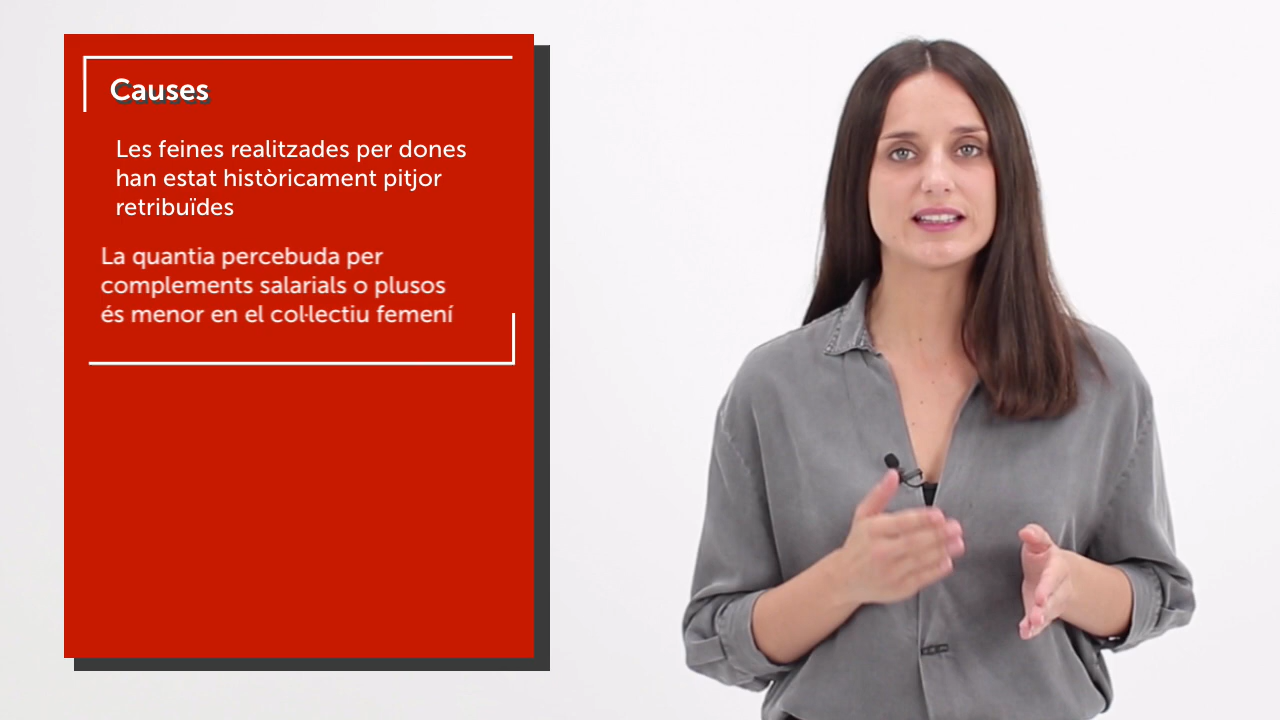 Causes
Les feines realitzades per dones
han estat històricament pitjor
retribuïdes
La quantia percebuda per
complements salarials o plusos
és menor en el col·lectiu femení